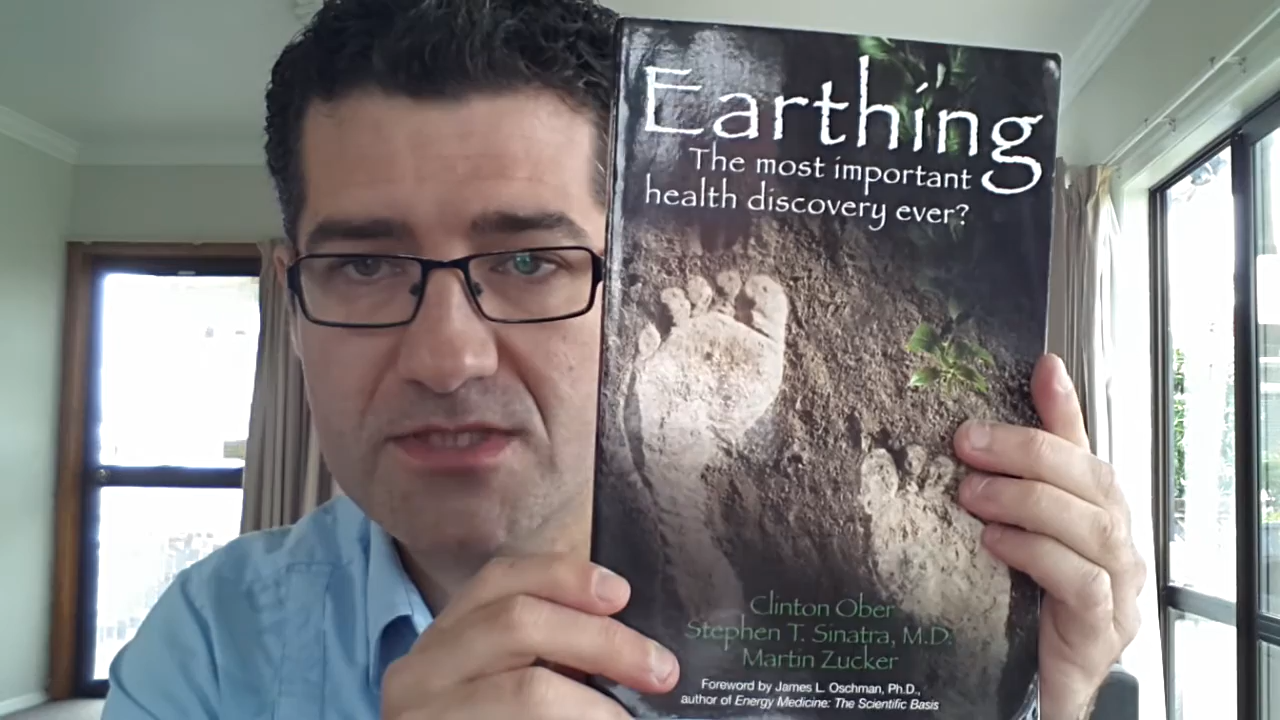 Earthing
The most important
health discovery ever?
Clinton Ober
Stephen T. Sinatra, M.D.
Martin Zucker
Foreword by James L. Oschman, Ph.D.,
author of Energy Medicine: The Scientific Basis